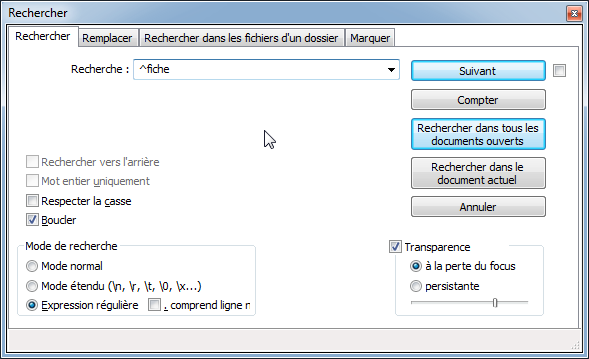 Rechercher
Rechercher Remplacer Rechercher dans les fichiers d'un dossier Marquer
Recherche : ^fiche
Suivant
Compter
Rechercher dans tous les
documents ouverts
Rechercher dans le
document actuel
Annuler
Rechercher vers l'arrière
Mot entier uniquement
Respecter la casse
Boucler
Mode de recherche
Mode normal
Mode étendu (\n, \r, \t, \0, \x...)
Expression régulière . comprend ligne n
Transparence
à la perte du focus
persistante